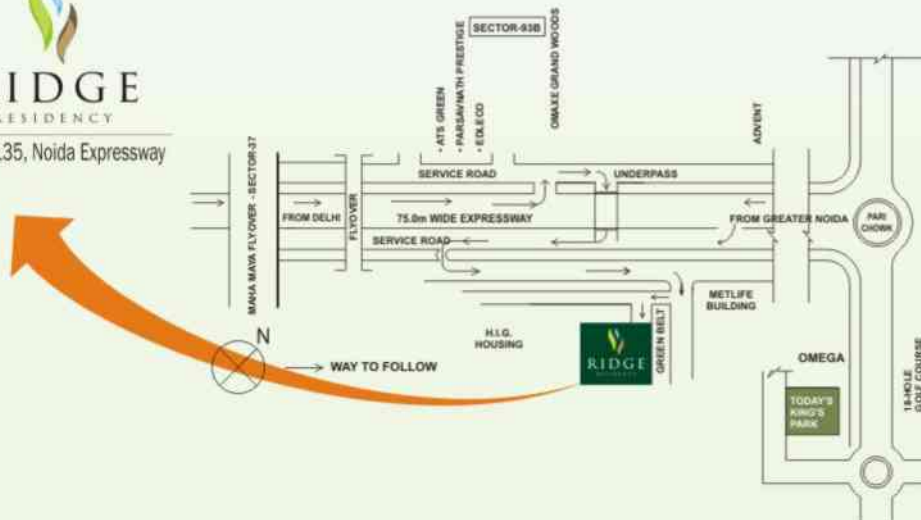 IDGE
ESIDENCY
.35, Noida Expressway
SECTOR-93B
• ATS GREEN
• PARSAVNATH PRESTIGE
• EDLECO
OMAXE GRAND WOODS
ADVENT
MAHA MAYA FLYOVER - SECTOR-37
SERVICE ROAD
UNDERPASS
FROM DELHI
FLYOVER
75.0m WIDE EXPRESSWAY
FROM GREATER NOIDA
PARI
CHOWK
SERVICE ROAD
METLIFE
BUILDING
N
WAY TO FOLLOW
H.I.G.
HOUSING
RIDGE
GREEN BELT
OMEGA
TODAY'S
KING'S
PARK
18-HOLE
GOLF COURSE